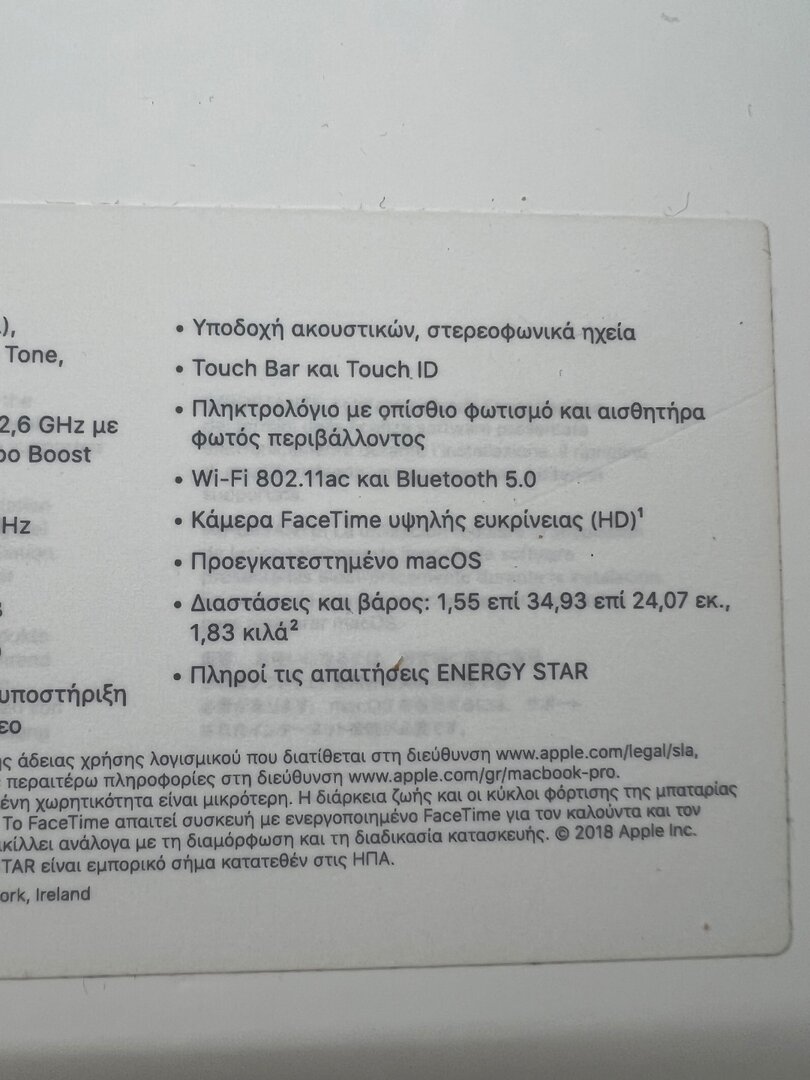 ),
Tone,
2,6 GHz με
Boost
Hz
υποστήριξη
• Υποδοχή ακουστικών, στερεοφωνικά ηχεία
• Touch Bar και Touch ID
• Πληκτρολόγιο με οπίσθιο φωτισμό και αισθητήρα
φωτός περιβάλλοντος
• Wi-Fi 802.11ac και Bluetooth 5.0
• Κάμερα FaceTime υψηλής ευκρίνειας (HD)¹
• Προεγκατεστημένο macOS
• Διαστάσεις και βάρος: 1,55 επί 34,93 επί 24,07 εκ.,
1,83 κιλά²
• Πληροί τις απαιτήσεις ENERGY STAR
ης άδειας χρήσης λογισμικού που διατίθεται στη διεύθυνση www.apple.com/legal/sla,
περαιτέρω πληροφορίες στη διεύθυνση www.apple.com/gr/macbook-pro.
ένη χωρητικότητα είναι μικρότερη. Η διάρκεια ζωής και οι κύκλοι φόρτισης της μπαταρίας
Το FaceTime απαιτεί συσκευή με ενεργοποιημένο FaceTime για τον καλούντα και τον
ικίλλει ανάλογα με τη διαμόρφωση και τη διαδικασία κατασκευής. © 2018 Apple Inc.
STAR είναι εμπορικό σήμα κατατεθέν στις ΗΠΑ.
ork, Ireland